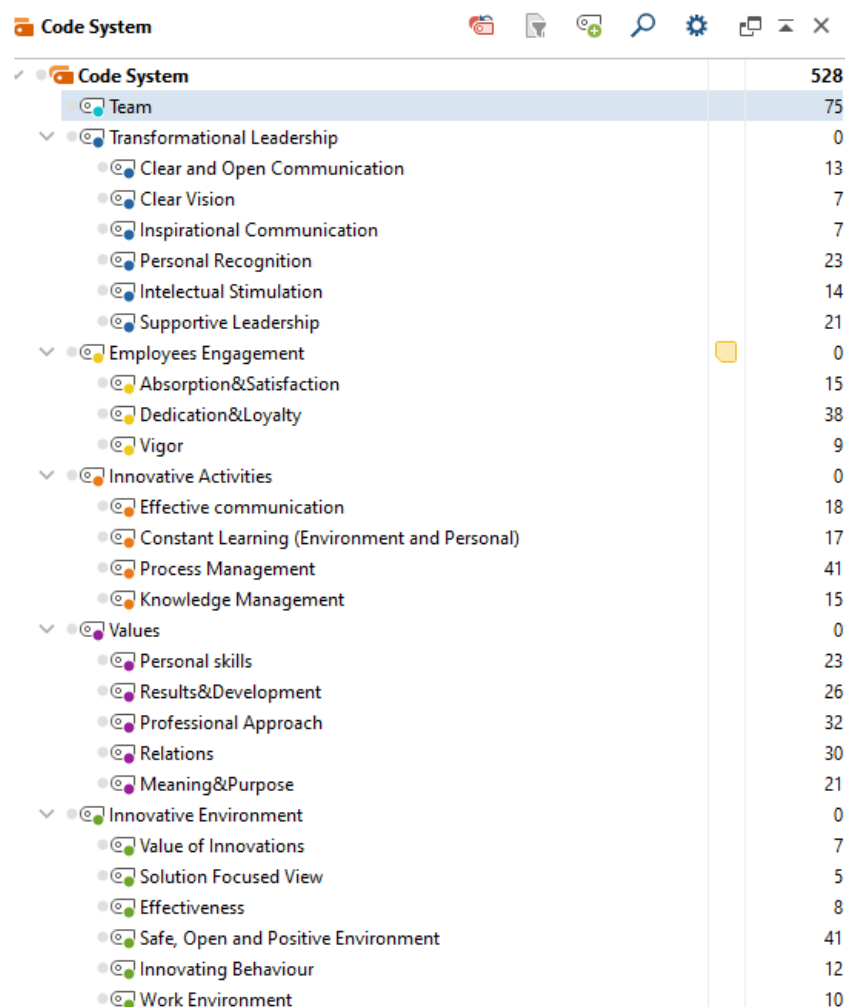 Code System
Code System 528
Team 75
Transformational Leadership 0
Clear and Open Communication 13
Clear Vision 7
Inspirational Communication 7
Personal Recognition 23
Intelectual Stimulation 14
Supportive Leadership 21
Employees Engagement 0
Absorption&Satisfaction 15
Dedication&Loyalty 38
Vigor 9
Innovative Activities 0
Effective communication 18
Constant Learning (Environment and Personal) 17
Process Management 41
Knowledge Management 15
Values 0
Personal skills 23
Results&Development 26
Professional Approach 32
Relations 30
Meaning&Purpose 21
Innovative Environment 0
Value of Innovations 7
Solution Focused View 5
Effectiveness 8
Safe, Open and Positive Environment 41
Innovating Behaviour 12
Work Environment 10